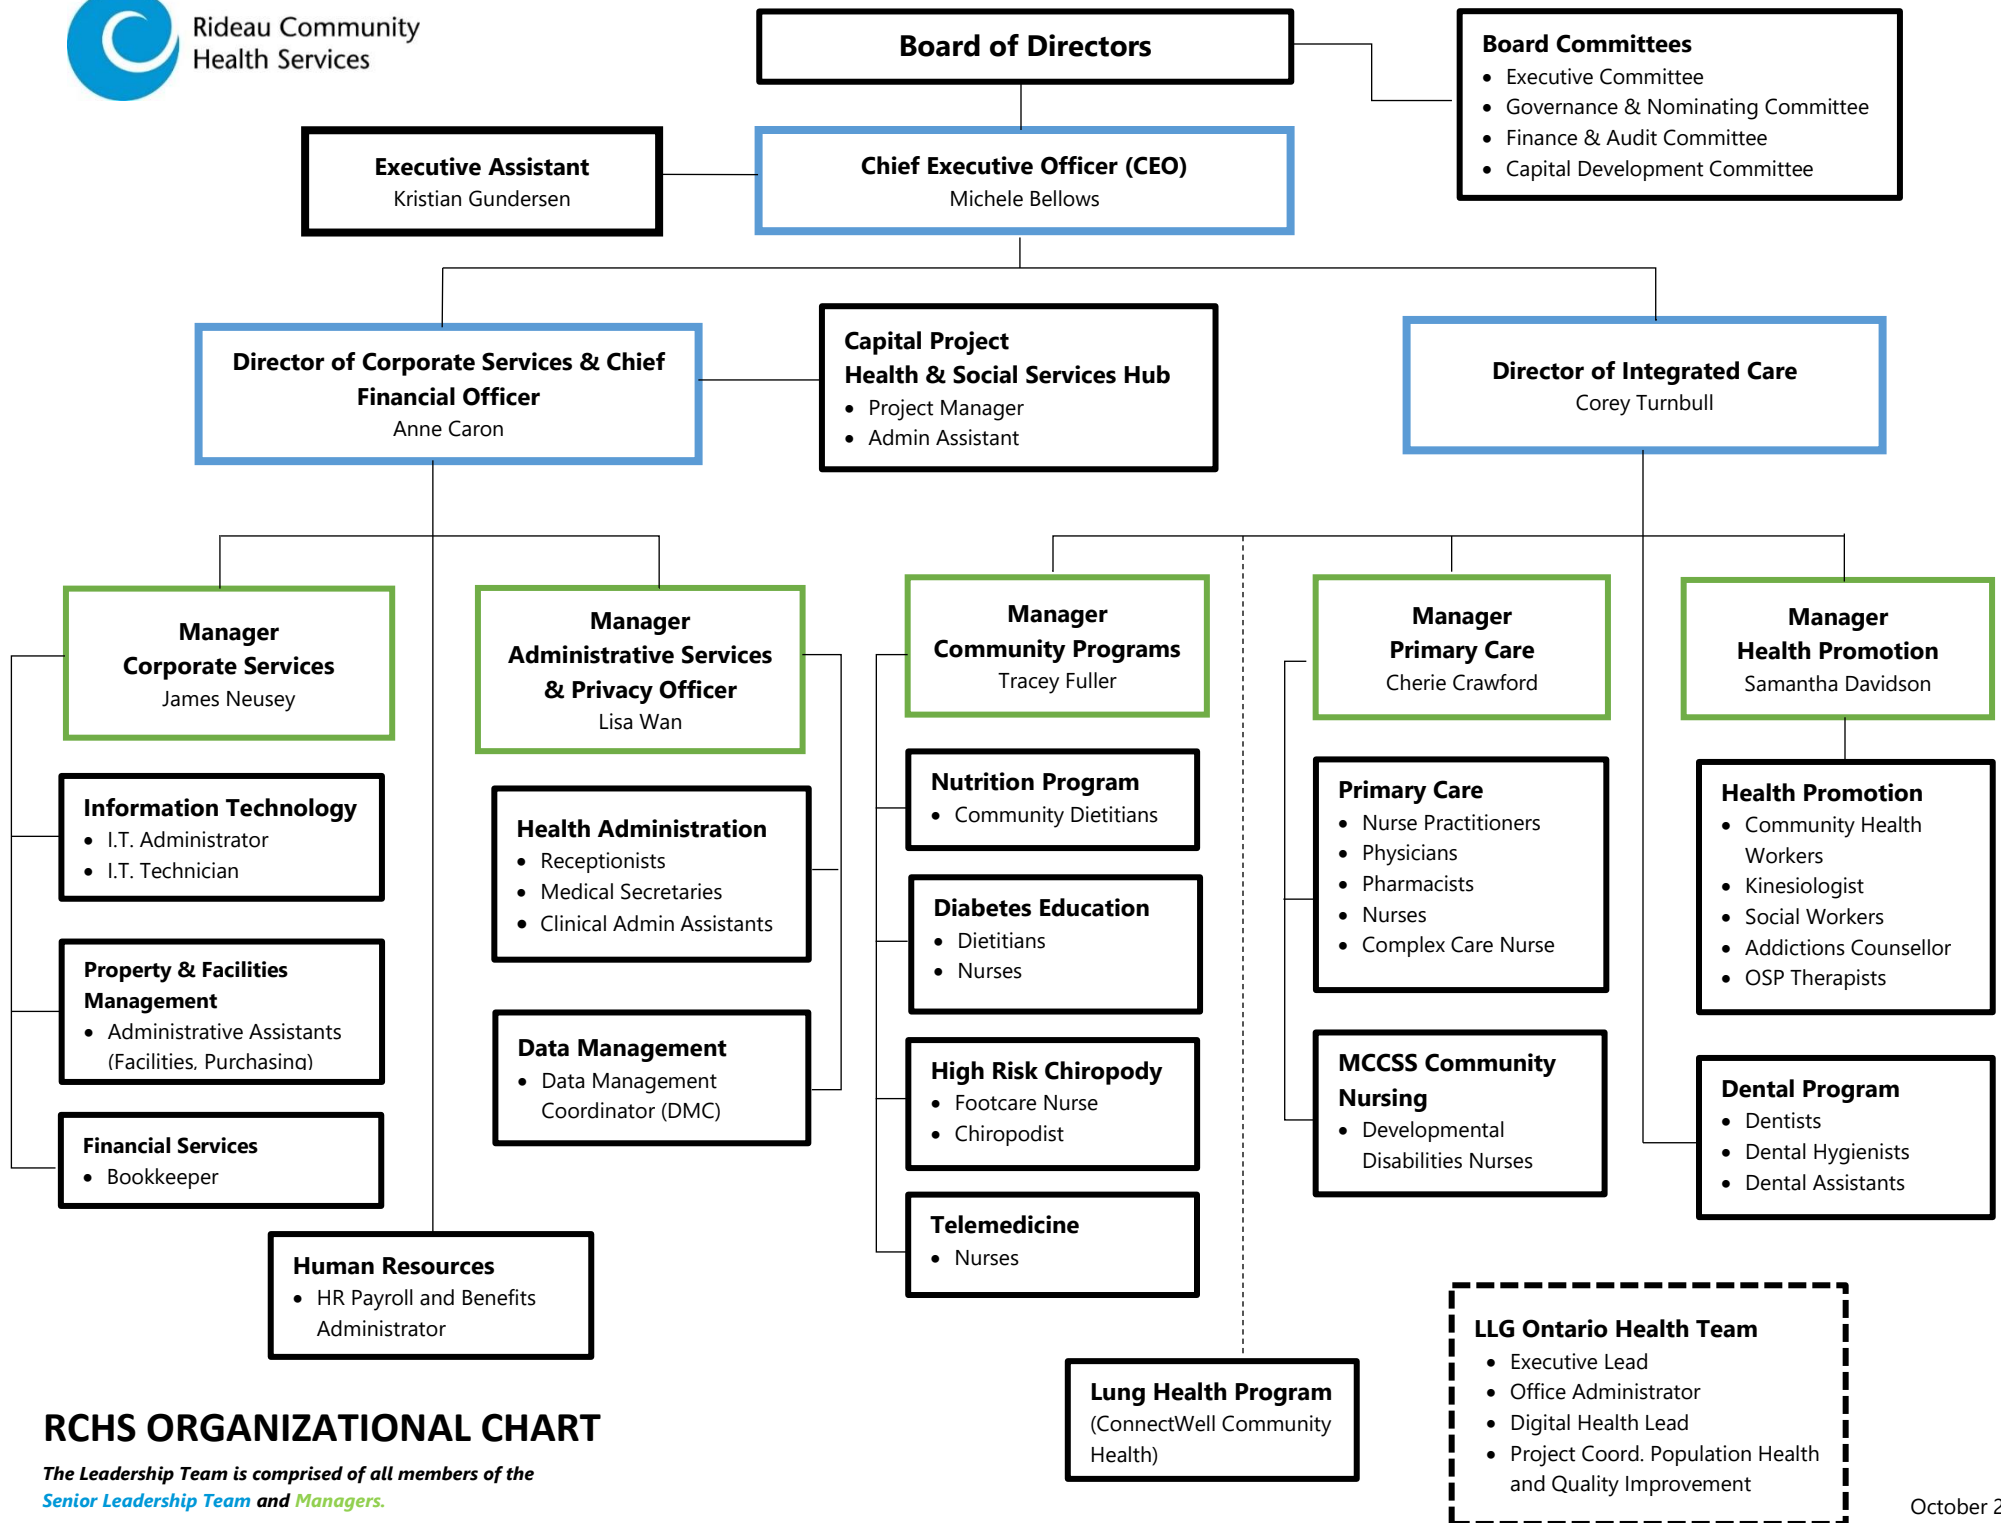 Rideau Community
Health Services
Board of Directors
Board Committees
• Executive Committee
• Governance & Nominating Committee
• Finance & Audit Committee
• Capital Development Committee
Executive Assistant
Kristian Gundersen
Chief Executive Officer (CEO)
Michele Bellows
Director of Corporate Services & Chief
Financial Officer
Anne Caron
Capital Project
Health & Social Services Hub
• Project Manager
• Admin Assistant
Director of Integrated Care
Corey Turnbull
Manager
Corporate Services
James Neusey
Manager
Administrative Services
& Privacy Officer
Lisa Wan
Manager
Community Programs
Tracey Fuller
Manager
Primary Care
Cherie Crawford
Manager
Health Promotion
Samantha Davidson
Information Technology
• I.T. Administrator
• I.T. Technician
Property & Facilities
Management
• Administrative Assistants
(Facilities, Purchasing)
Financial Services
• Bookkeeper
Human Resources
• HR Payroll and Benefits
Administrator
Health Administration
• Receptionists
• Medical Secretaries
• Clinical Admin Assistants
Data Management
• Data Management
Coordinator (DMC)
Nutrition Program
• Community Dietitians
Diabetes Education
• Dietitians
• Nurses
High Risk Chiropody
• Footcare Nurse
• Chiropodist
Telemedicine
• Nurses
Lung Health Program
(ConnectWell Community
Health)
Primary Care
• Nurse Practitioners
• Physicians
• Pharmacists
• Nurses
• Complex Care Nurse
MCCSS Community
Nursing
• Developmental
Disabilities Nurses
Health Promotion
• Community Health
Workers
• Kinesiologist
• Social Workers
• Addictions Counsellor
• OSP Therapists
Dental Program
• Dentists
• Dental Hygienists
• Dental Assistants
LLG Ontario Health Team
• Executive Lead
• Office Administrator
• Digital Health Lead
• Project Coord. Population Health
and Quality Improvement
RCHS ORGANIZATIONAL CHART
The Leadership Team is comprised of all members of the
Senior Leadership Team and Managers.
October 2